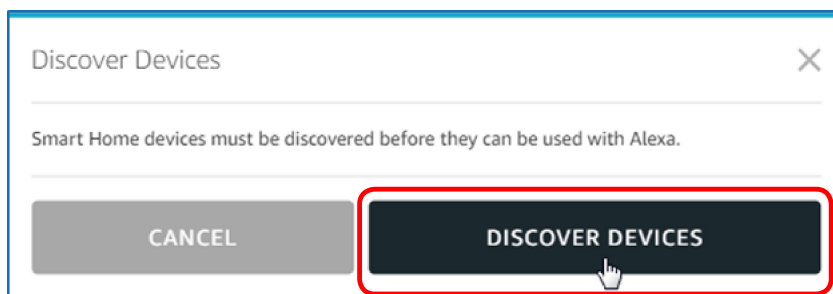 Discover Devices
Smart Home devices must be discovered before they can be used with Alexa.
CANCEL
DISCOVER DEVICES